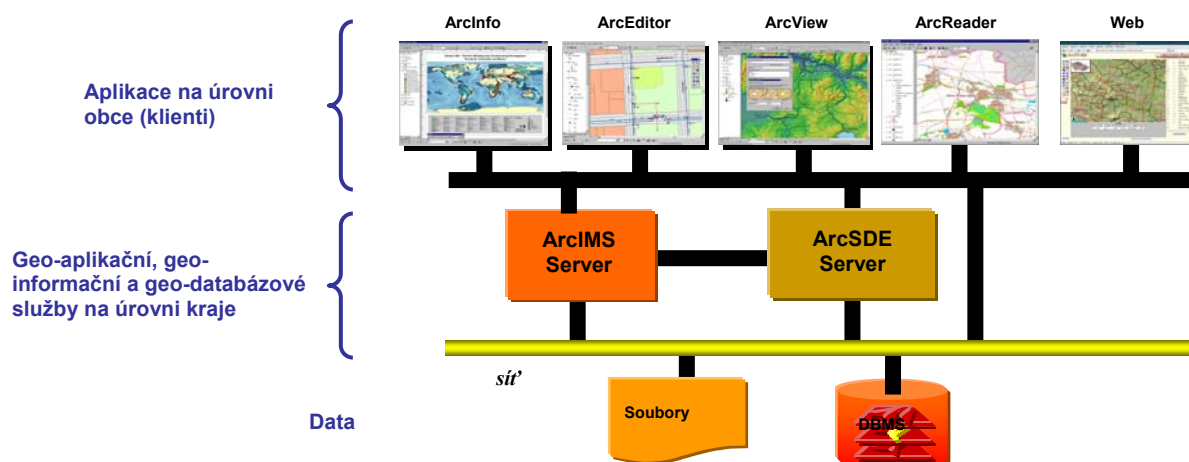 ArcInfo
ArcEditor
ArcView
ArcReader
Web
Aplikace na úrovni
obce (klienti)
ArcIMS
Server
ArcSDE
Server
Geo-aplikační, geo-
informační a geo-databázové
služby na úrovni kraje
síť
Data
Soubory
DBMS